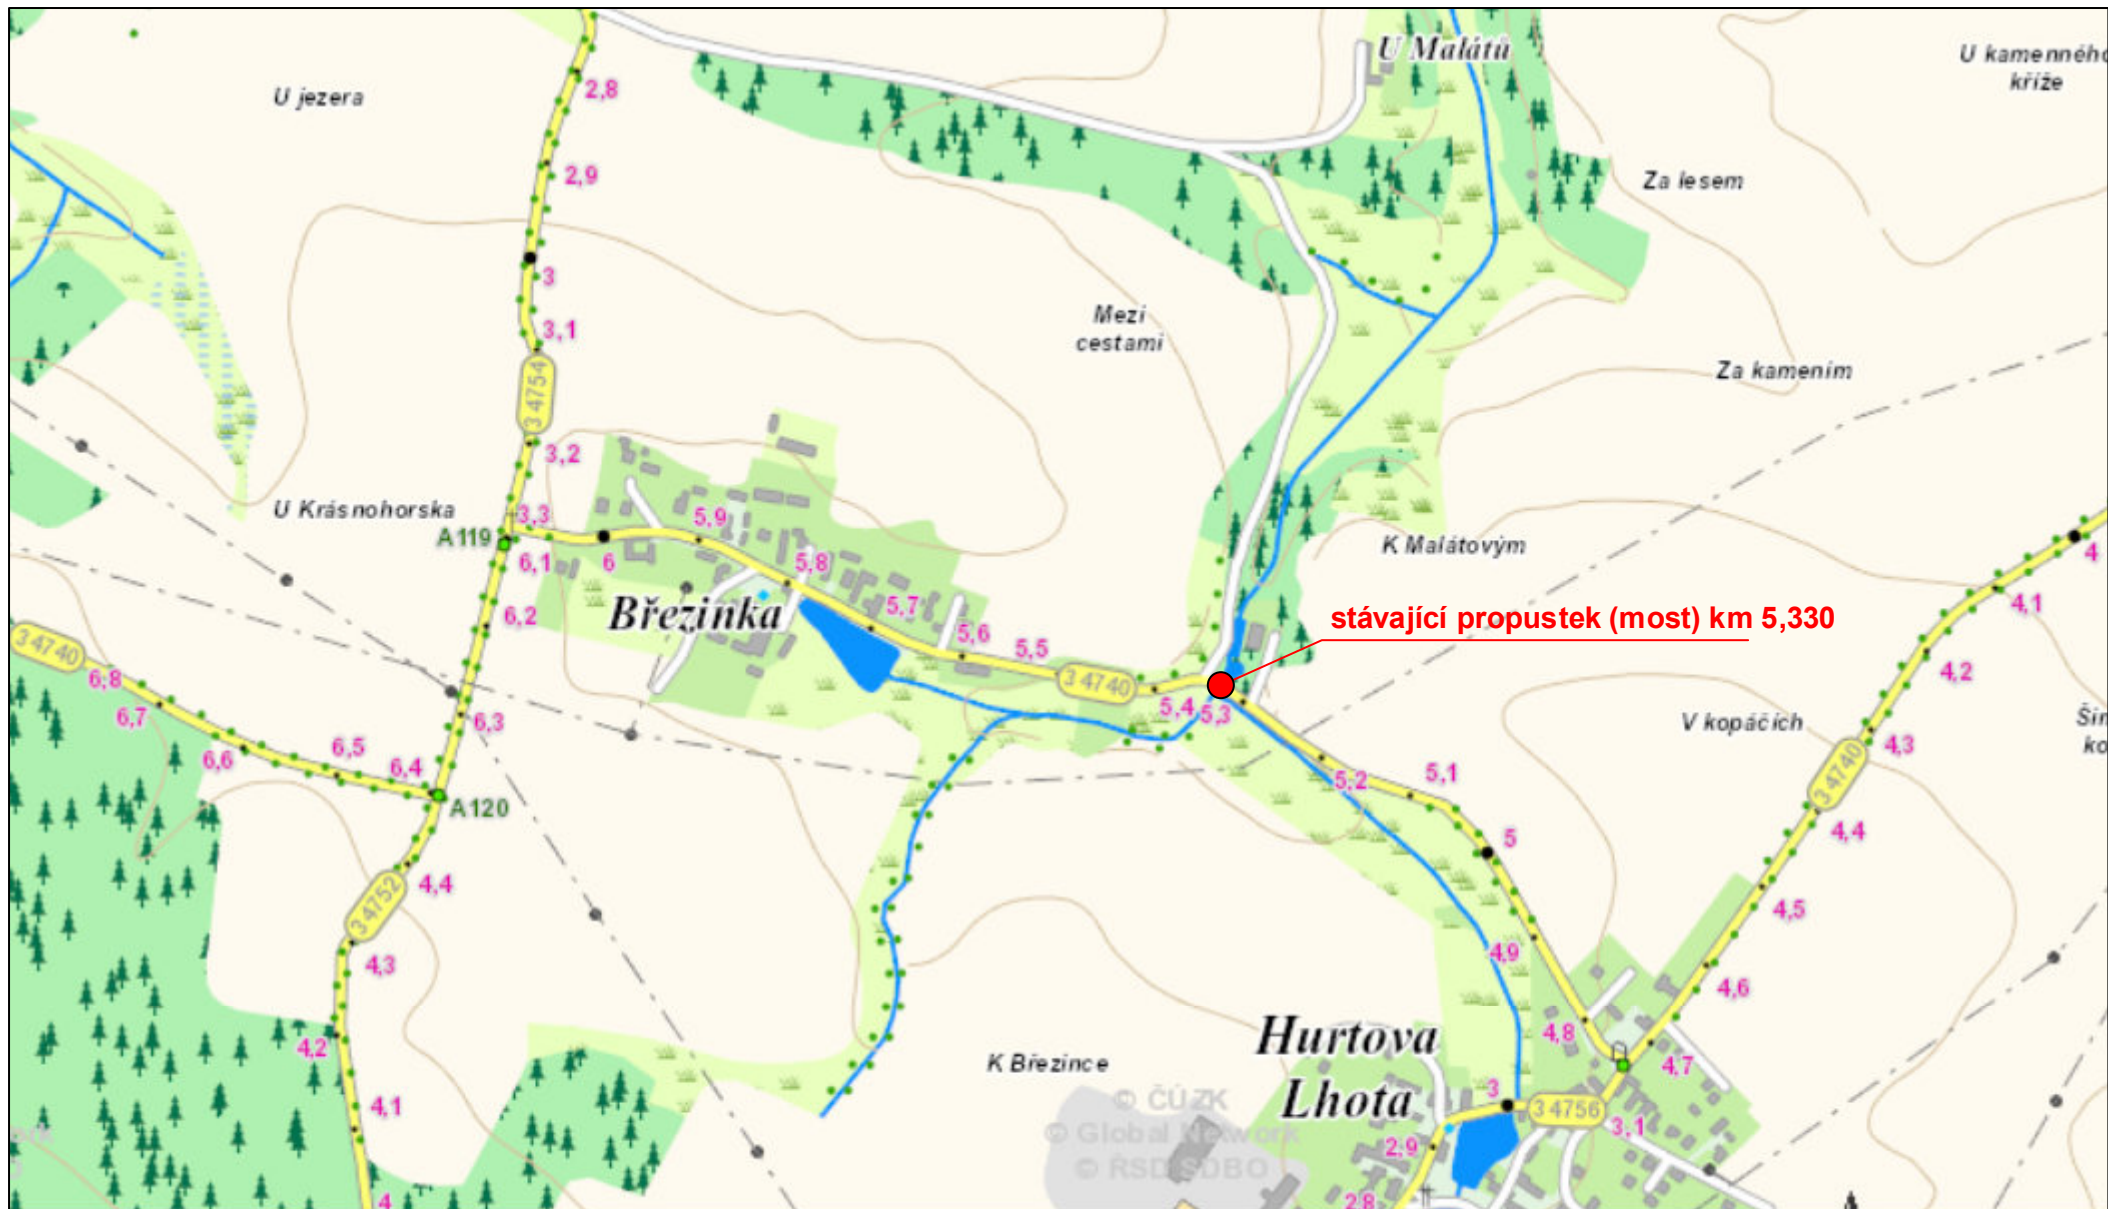 U Malátů
U kamenného
kříže
2,8
U jezera
2,9
Za lesem
3
Mezi
cestami
3,1
Za kamením
3 4754
3,2
U Krásnohorska
3,3
5,9
A119
6,1
6
5,8
K Malátovým
4
4,1
Březinka
5,7
6,2
5,6
5,5
stávající propustek (most) km 5,330
3 4740
6,8
6,7
6,3
3 4740
5,4
5,3
4,2
V kopáčích
4,3
6,6
6,5
6,4
5,2
5,1
3 4740
A120
5
4,4
4,4
3 4752
4,5
4,3
4,9
4,6
4,2
4,8
Hurtova
Lhota
K Březince
4,7
4,1
3
3 4756
3,1
© ČÚZK
© Global Network
© ŘSD SDBO
2,9
4
2,8